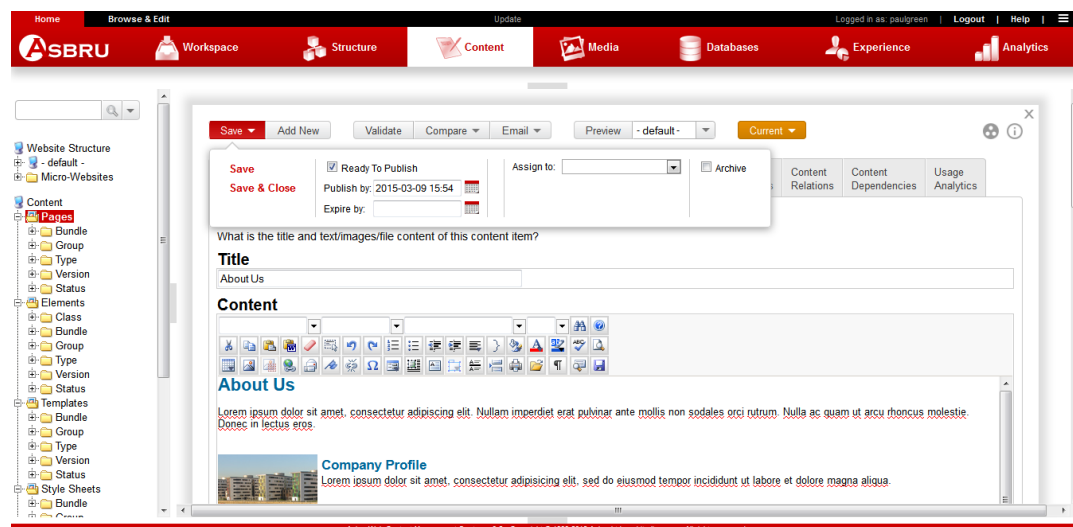 Home Browse & Edit Update Logged in as: paulgreen | Logout | Help |
ASBRU Workspace Structure Content Media Databases Experience Analytics
Save Add New Validate Compare Email Preview - default - Current
Website Structure
- default -
Micro-Websites
Content
Pages
Bundle
Group
Type
Version
Status
Elements
Class
Bundle
Group
Type
Version
Status
Templates
Bundle
Group
Type
Version
Status
Style Sheets
Bundle
Group
Save
Save & Close
Ready To Publish
Publish by: 2015-03-09 15:54
Expire by:
Assign to:
Archive
Content Relations
Content Dependencies
Usage Analytics
What is the title and text/images/file content of this content item?
Title
About Us
Content
About Us
Lorem ipsum dolor sit amet, consectetur adipiscing elit. Nullam imperdiet erat pulvinar ante mollis non sodales orci rutrum. Nulla ac quam ut arcu rhoncus molestie.
Donec in lectus eros.
Company Profile
Lorem ipsum dolor sit amet, consectetur adipisicing elit, sed do eiusmod tempor incididunt ut labore et dolore magna aliqua.